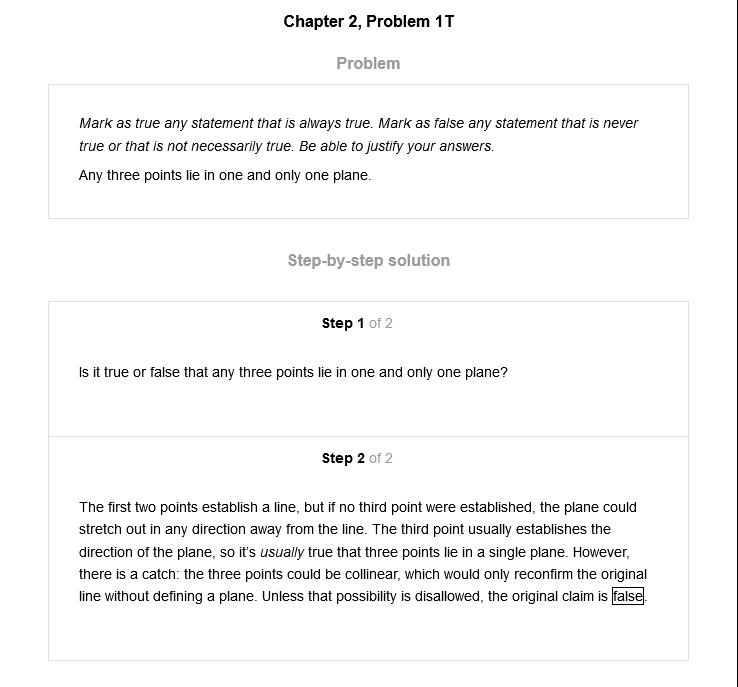 Chapter 2, Problem 1T
Problem
Mark as true any statement that is always true. Mark as false any statement that is never
true or that is not necessarily true. Be able to justify your answers.
Any three points lie in one and only one plane.
Step-by-step solution
Step 1 of 2
Is it true or false that any three points lie in one and only one plane?
Step 2 of 2
The first two points establish a line, but if no third point were established, the plane could
stretch out in any direction away from the line. The third point usually establishes the
direction of the plane, so it's usually true that three points lie in a single plane. However,
there is a catch: the three points could be collinear, which would only reconfirm the original
line without defining a plane. Unless that possibility is disallowed, the original claim is false.